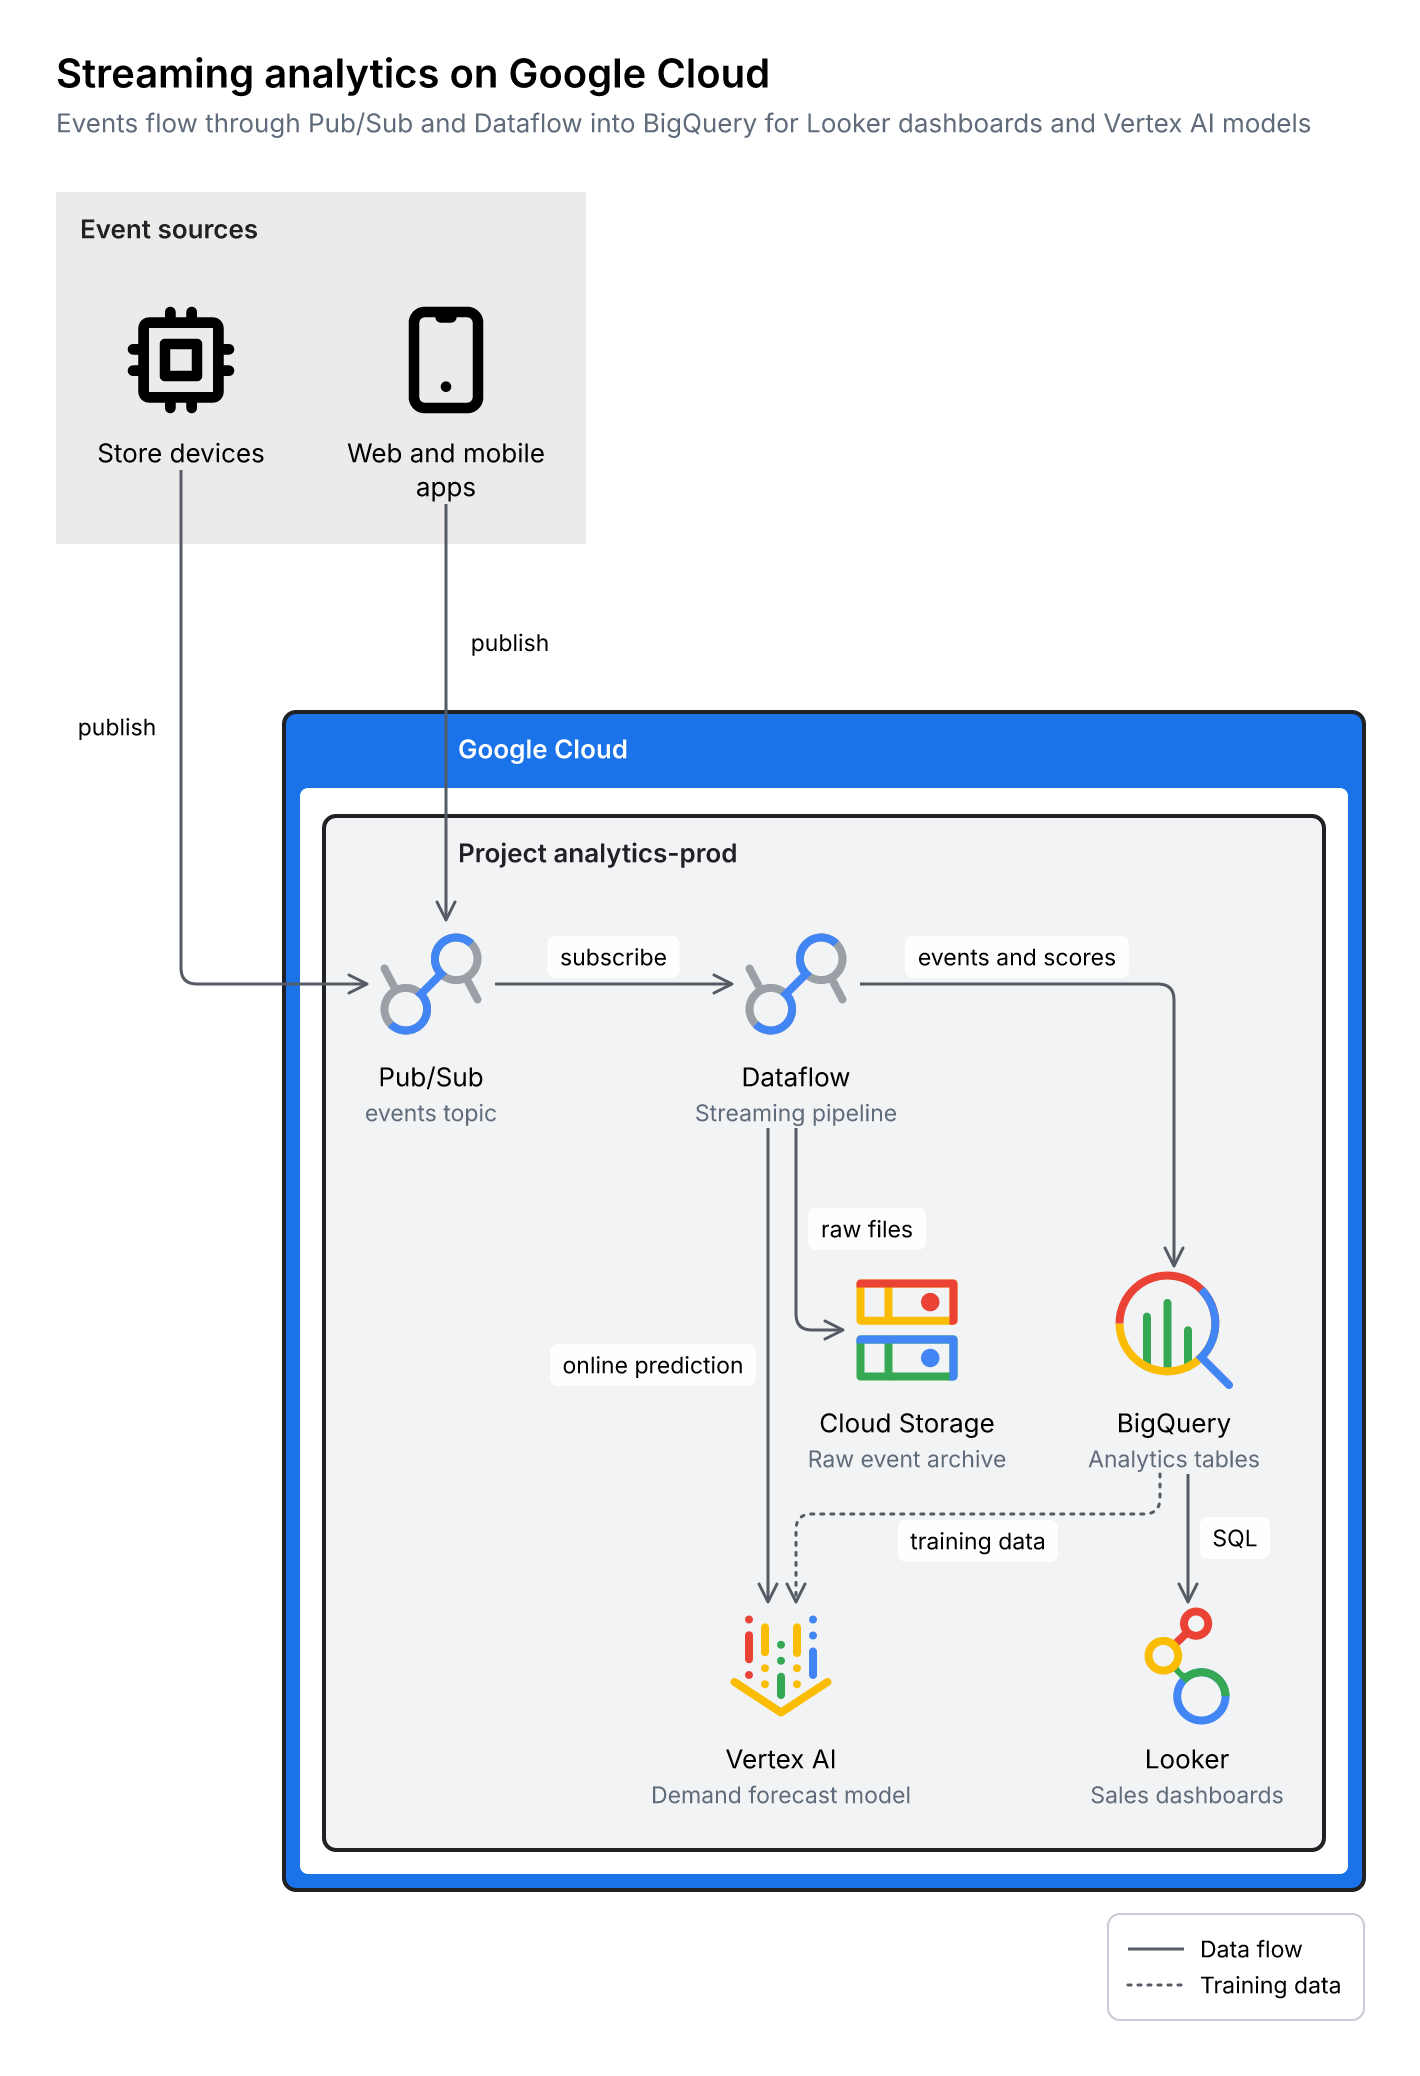 Streaming analytics on Google Cloud
Events flow through Pub/Sub and Dataflow into BigQuery for Looker dashboards and Vertex AI models
Event sources
Store devices
Web and mobile
apps
publish
publish
Google Cloud
Project analytics-prod
subscribe
events and scores
Pub/Sub
events topic
Dataflow
Streaming pipeline
raw files
online prediction
Cloud Storage
Raw event archive
BigQuery
Analytics tables
training data
SQL
Vertex AI
Demand forecast model
Looker
Sales dashboards
Data flow
Training data